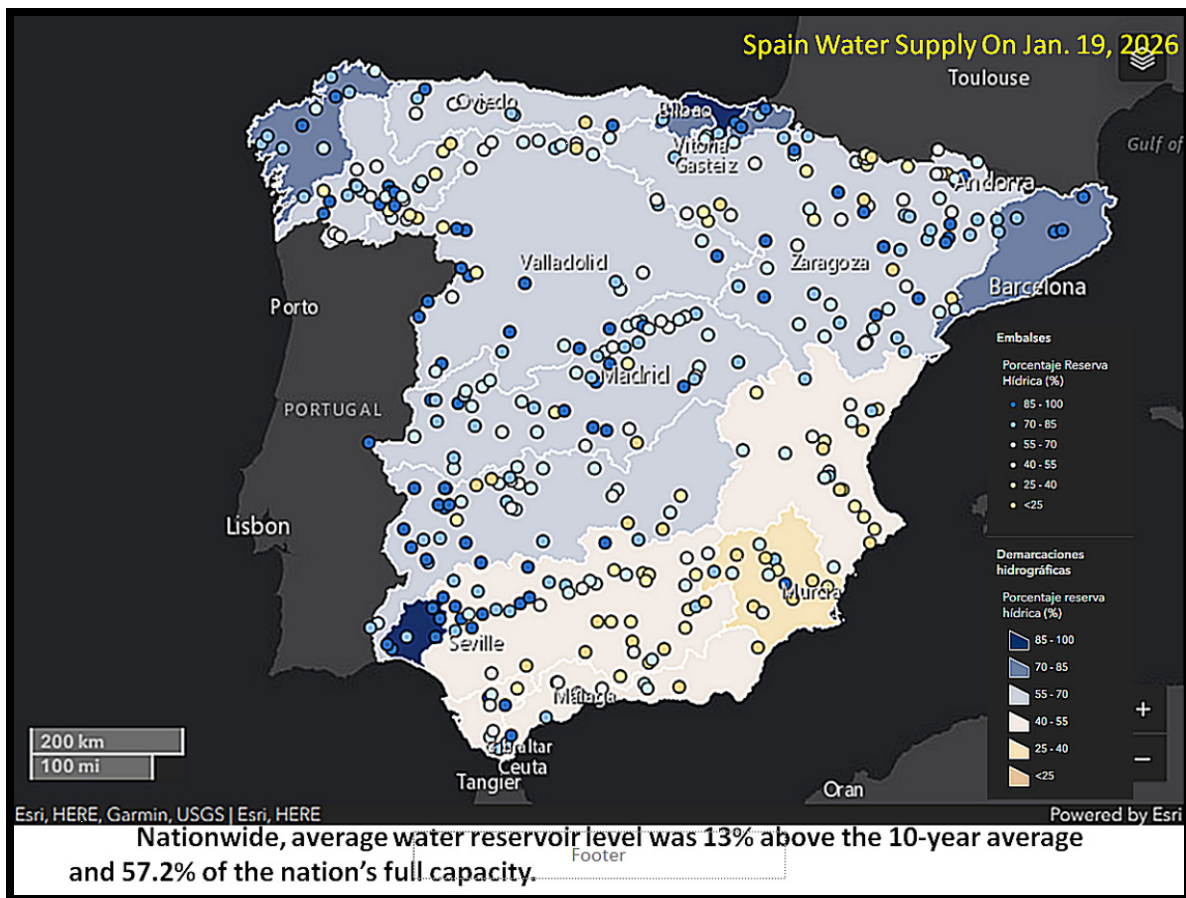 Spain Water Supply On Jan. 19, 2026
Toulouse
Oviedo
Bilbao
Gulf of
Vitoria
Gasteiz
Andorra
Valladolid
Zaragoza
Porto
Barcelona
Madrid
PORTUGAL
Lisbon
Murcia
Seville
Málaga
Gibraltar
Ceuta
Tangier
Oran
Embalses
Porcentaje Reserva
Hídrica (%)
85 - 100
70 - 85
55 - 70
40 - 55
25 - 40
<25
Demarcaciones
hidrográficas
Porcentaje reserva
hídrica (%)
85 - 100
70 - 85
55 - 70
40 - 55
25 - 40
<25
+
−
200 km
100 mi
Esri, HERE, Garmin, USGS | Esri, HERE
Powered by Esri
Nationwide, average water reservoir level was 13% above the 10-year average
Footer
and 57.2% of the nation's full capacity.